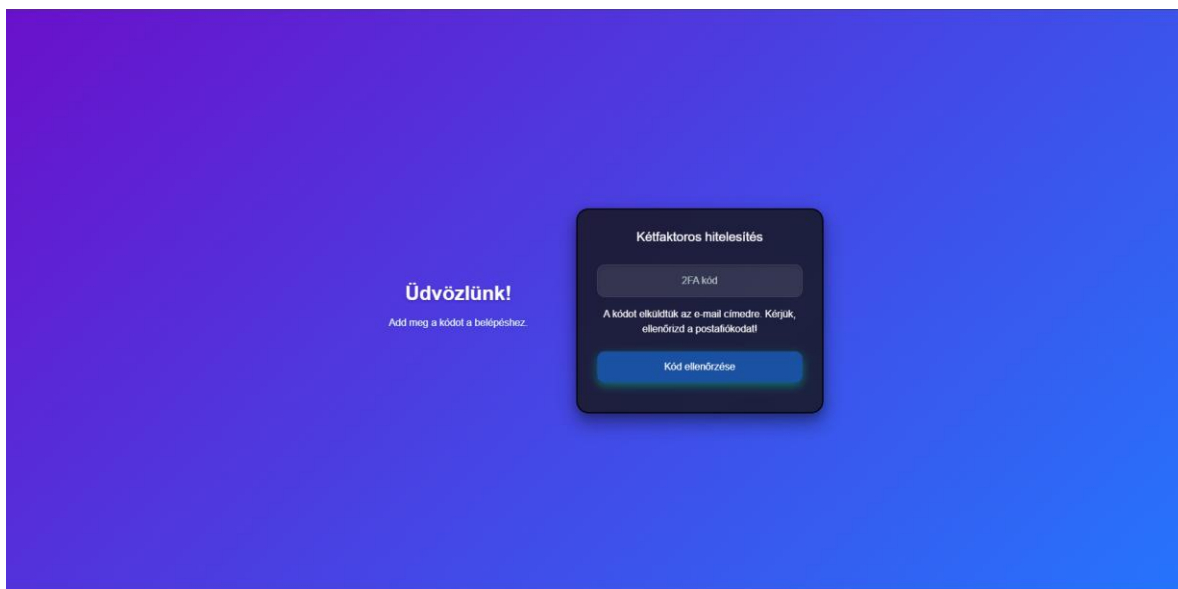 Üdvözlünk!
Add meg a kódot a belépéshez.
Kétfaktoros hitelesítés
2FA kód
A kódot elküldtük az e-mail címedre. Kérjük,
ellenőrizd a postafiókodat!
Kód ellenőrzése